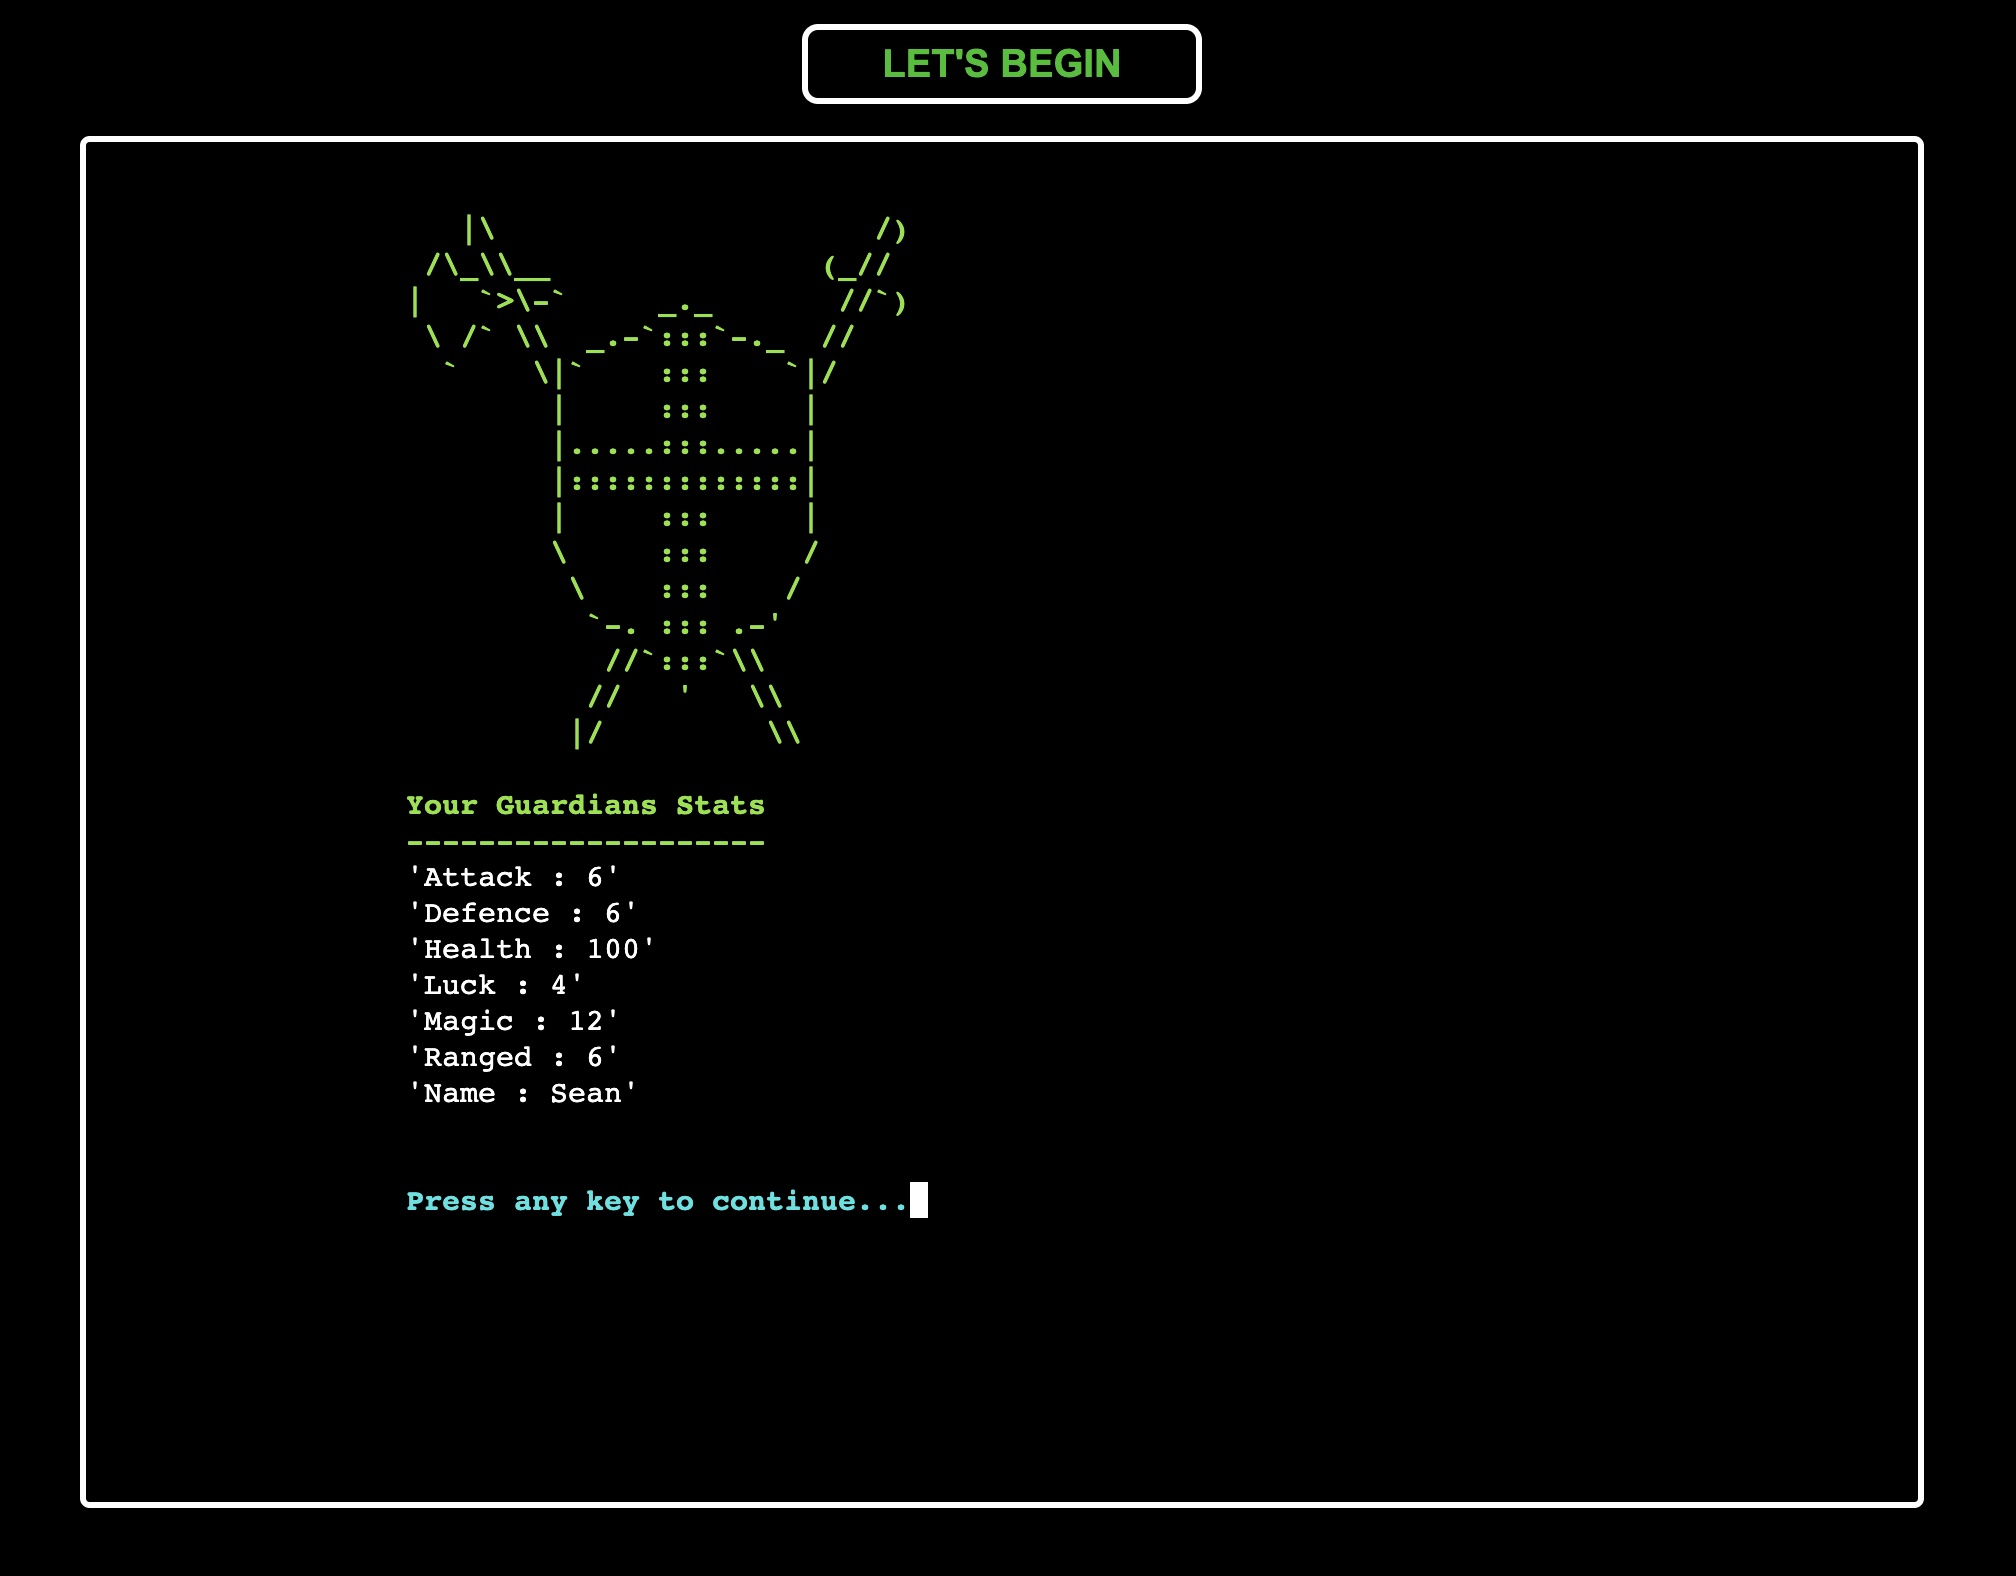 LET'S BEGIN
Your Guardians Stats
--------------------
'Attack : 6'
'Defence : 6'
'Health : 100'
'Luck : 4'
'Magic : 12'
'Ranged : 6'
'Name : Sean'
Press any key to continue...